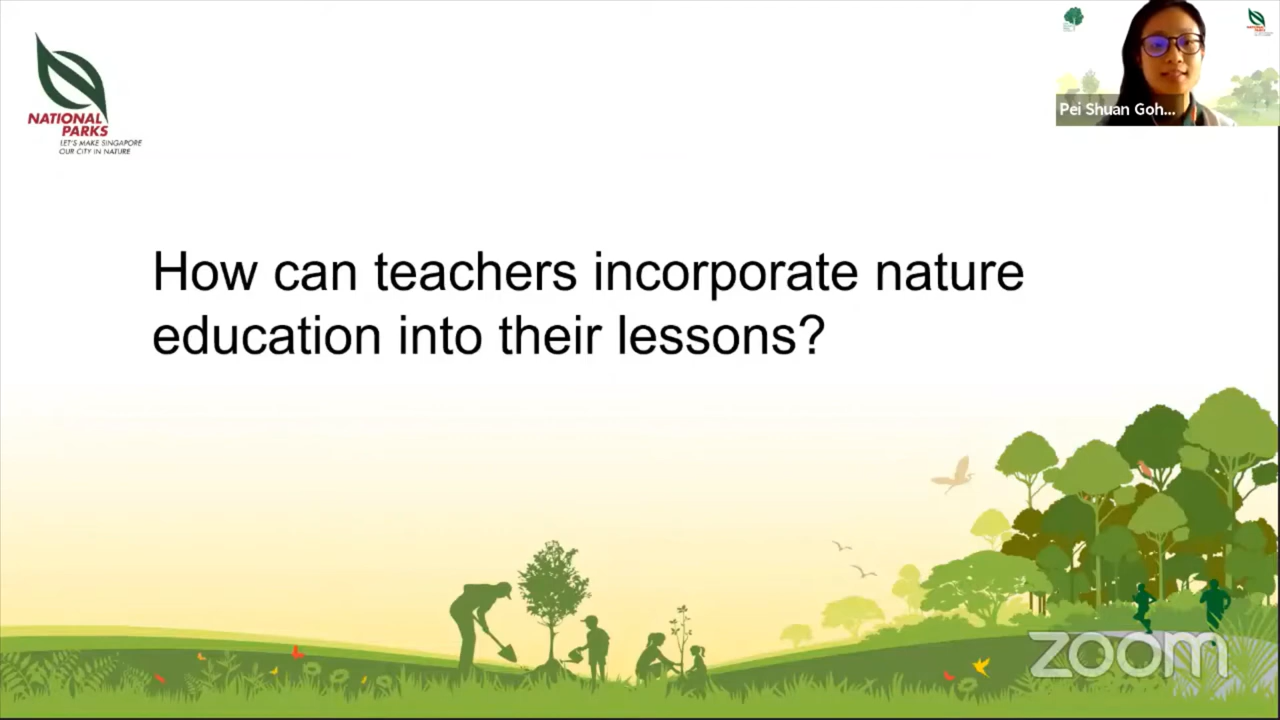 NATIONAL
PARKS
LET'S MAKE SINGAPORE
OUR CITY IN NATURE
Pei Shuan Goh...
How can teachers incorporate nature
education into their lessons?
zoom